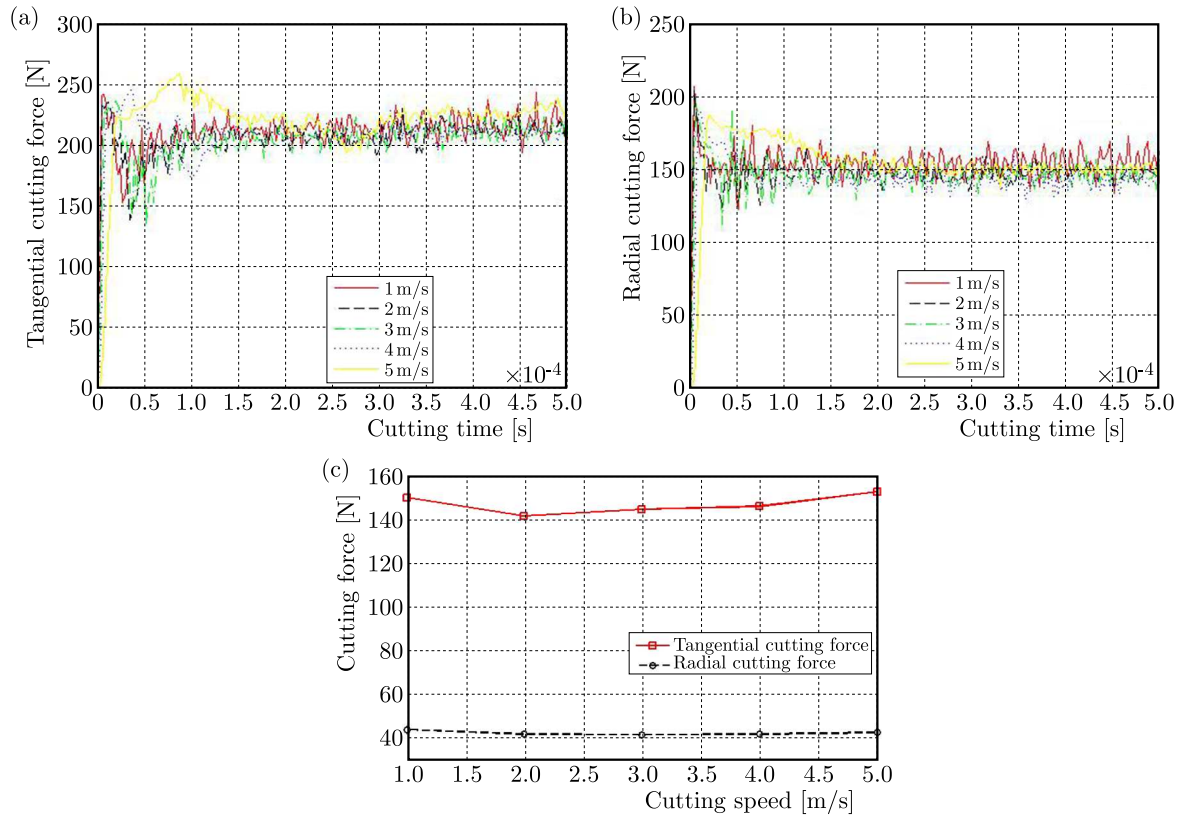 (a)
Tangential cutting force [N]
300
250
200
150
100
50
0
1 m/s
2 m/s
3 m/s
4 m/s
5 m/s
×10-4
0 0.5 1.0 1.5 2.0 2.5 3.0 3.5 4.0 4.5 5.0
Cutting time [s]
(b)
Radial cutting force [N]
250
200
150
100
50
0
1 m/s
2 m/s
3 m/s
4 m/s
5 m/s
×10-4
0 0.5 1.0 1.5 2.0 2.5 3.0 3.5 4.0 4.5 5.0
Cutting time [s]
(c)
Cutting force [N]
160
140
120
100
80
60
40
Tangential cutting force
Radial cutting force
1.0 2.0 2.5 3.0 3.5 4.0 4.5 5.0
Cutting speed [m/s]